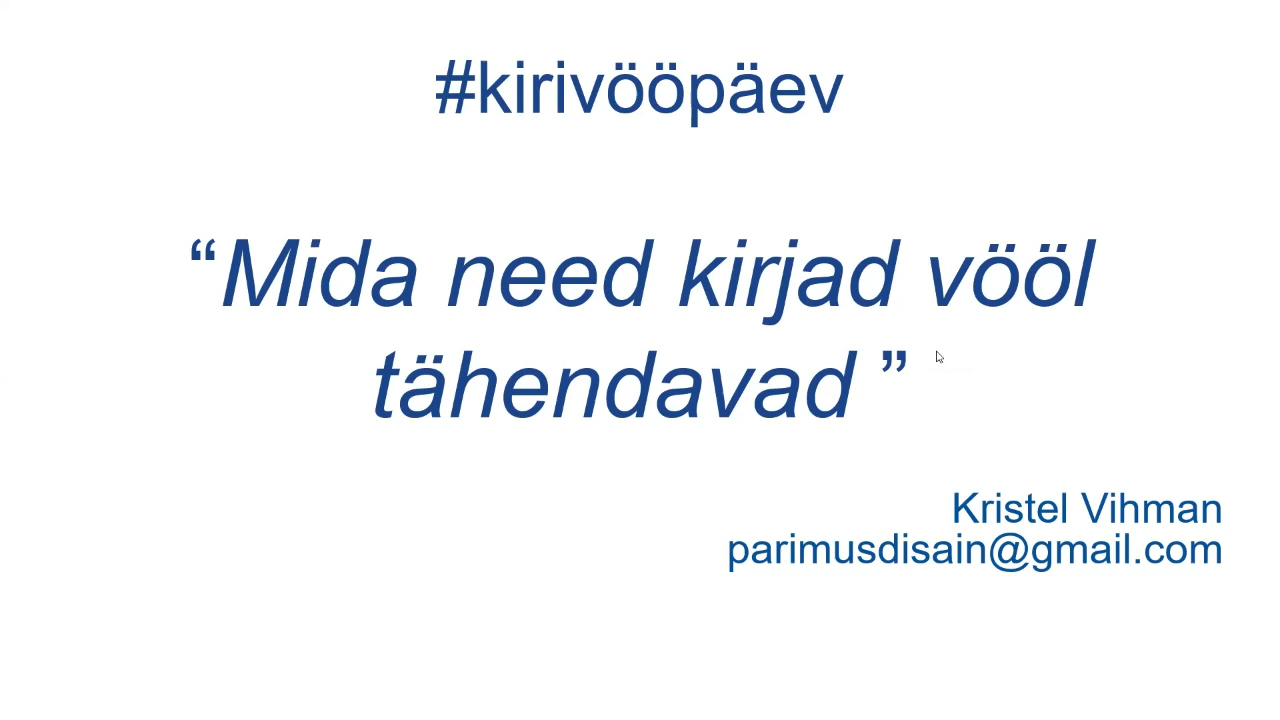 #kirivööpäev
“Mida need kirjad vööl
tähendavad ”
Kristel Vihman
parimusdisain@gmail.com